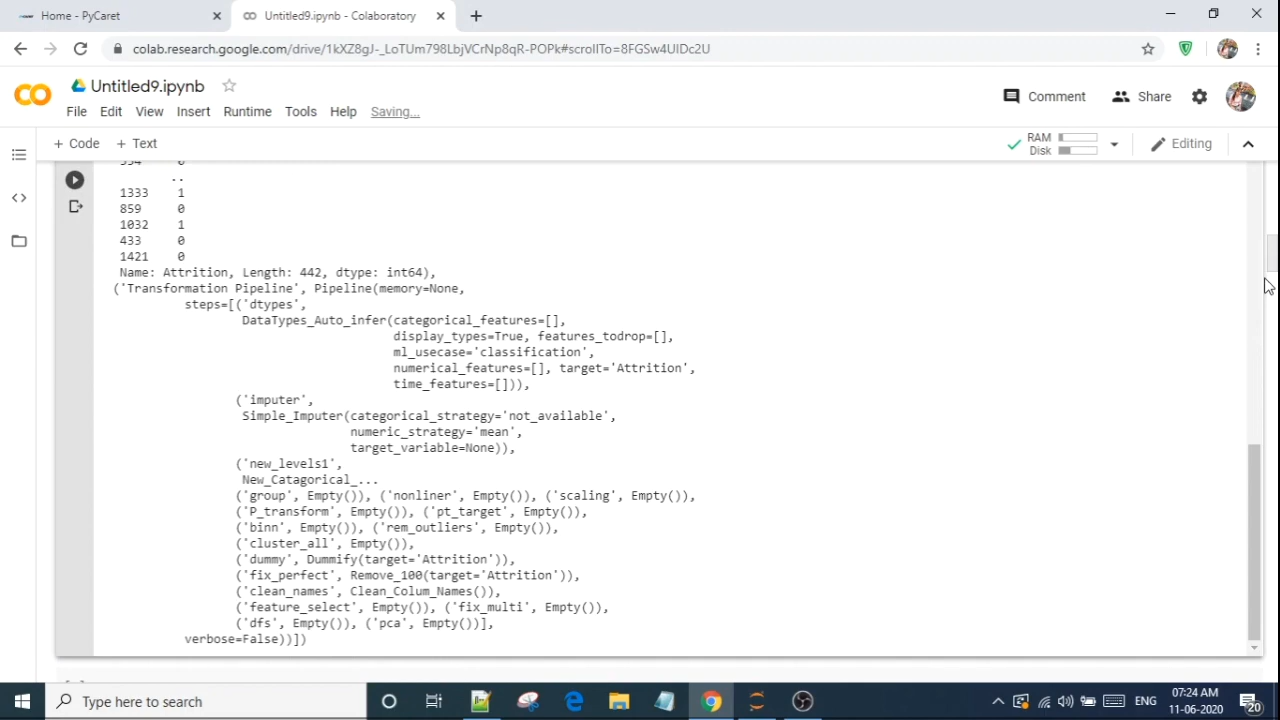 Home - PyCaret
Untitled9.ipynb - Colaboratory
colab.research.google.com/drive/1kXZ8gJ-_LoTUm798LbjVCrNp8qR-POPk#scrollTo=8FGSw4UIDc2U
Untitled9.ipynb
Comment
Share
File Edit View Insert Runtime Tools Help Saving...
+ Code + Text
RAM
Disk
Editing
..
1333 1
859 0
1032 1
433 0
1421 0
Name: Attrition, Length: 442, dtype: int64),
('Transformation Pipeline', Pipeline(memory=None,
steps=[('dtypes',
DataTypes_Auto_infer(categorical_features=[],
display_types=True, features_todrop=[],
ml_usecase='classification',
numerical_features=[], target='Attrition',
time_features=[])),
('imputer',
Simple_Imputer(categorical_strategy='not_available',
numeric_strategy='mean',
target_variable=None)),
('new_levels1',
New_Catagorical_...
('group', Empty()), ('nonliner', Empty()), ('scaling', Empty()),
('P_transform', Empty()), ('pt_target', Empty()),
('binn', Empty()), ('rem_outliers', Empty()),
('cluster_all', Empty()),
('dummy', Dummify(target='Attrition')),
('fix_perfect', Remove_100(target='Attrition')),
('clean_names', Clean_Colum_Names()),
('feature_select', Empty()), ('fix_multi', Empty()),
('dfs', Empty()), ('pca', Empty())],
verbose=False))])
Type here to search
ENG
07:24 AM
11-06-2020
20